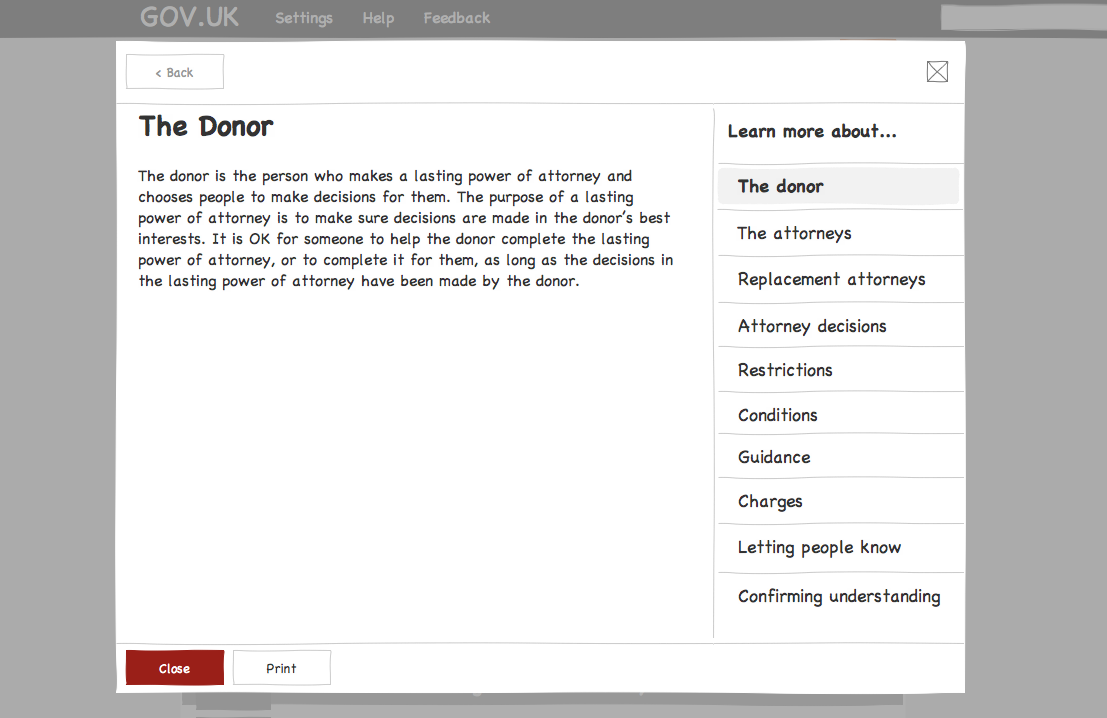 GOV.UK Settings Help Feedback
< Back
The Donor
The donor is the person who makes a lasting power of attorney and
chooses people to make decisions for them. The purpose of a lasting
power of attorney is to make sure decisions are made in the donor's best
interests. It is OK for someone to help the donor complete the lasting
power of attorney, or to complete it for them, as long as the decisions in
the lasting power of attorney have been made by the donor.
Learn more about...
The donor
The attorneys
Replacement attorneys
Attorney decisions
Restrictions
Conditions
Guidance
Charges
Letting people know
Confirming understanding
Close Print